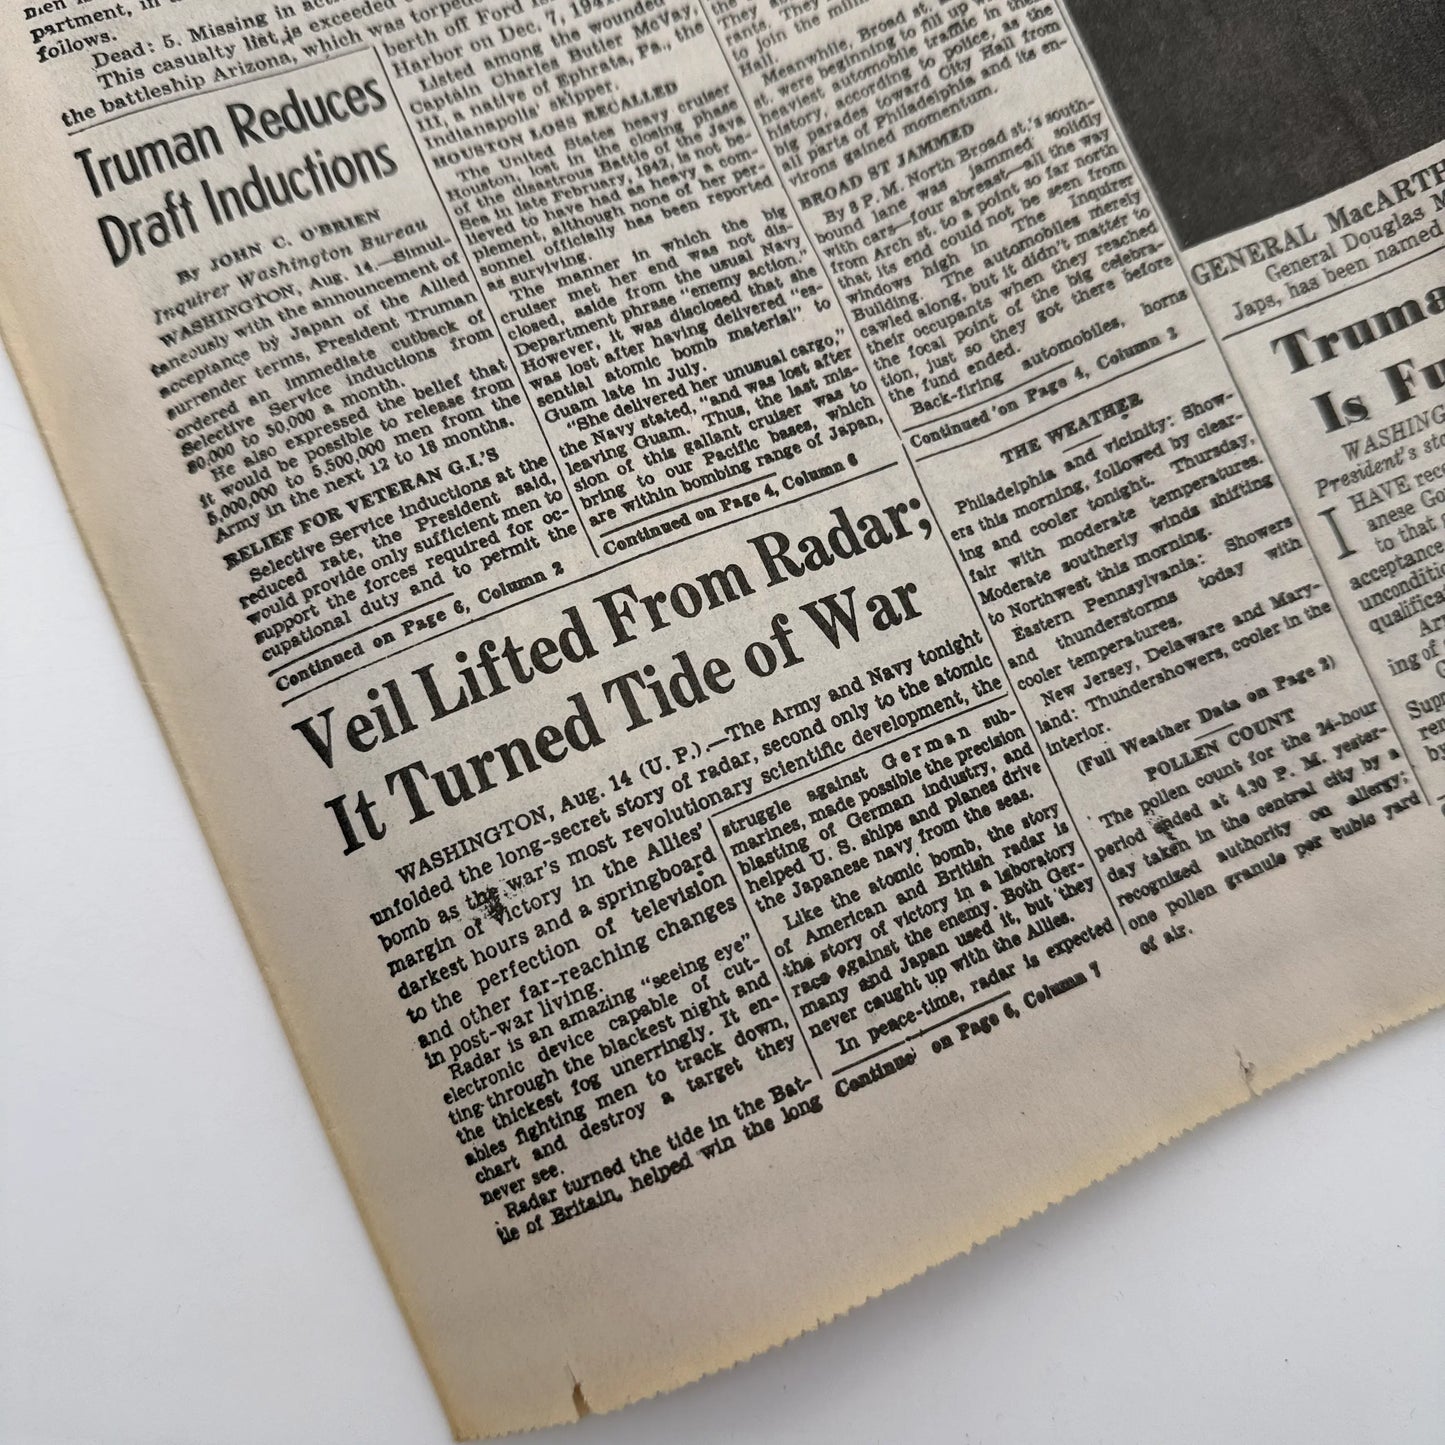 men
partment, in
follows.
Dead: 5. Missing in
This casualty list is exceeded
the battleship Arizona, which was torpedoed
Truman Reduces
Draft Inductions
By JOHN C. O'BRIEN
Inquirer Washington Bureau
WASHINGTON, Aug. 14.—Simul-
taneously with the announcement of
acceptance by Japan of the Allied
surrender terms, President Truman
ordered an immediate cutback of
Selective Service inductions from
80,000 to 50,000 a month.
He also expressed the belief that
it would be possible to release from
5,000,000 to 5,500,000 men from the
Army in the next 12 to 18 months.
RELIEF FOR VETERAN G.I.'S
Selective Service inductions at the
reduced rate, the President said,
would provide only sufficient men to
support the forces required for oc-
cupational duty and to permit the
Continued on Page 6, Column 2
berth off Ford
Harbor on Dec. 7, 1941.
Listed among the wounded
Captain Charles Butler McVay,
III, a native of Ephrata, Pa., the
Indianapolis' skipper.
HOUSTON LOSS RECALLED
The United States heavy cruiser
Houston, lost in the closing phase
of the disastrous Battle of the Java
Sea in late February, 1942, is not be-
lieved to have had as heavy a com-
plement, although none of her per-
sonnel officially has been reported
as surviving.
The manner in which the big
cruiser met her end was not dis-
closed, aside from the usual Navy
Department phrase "enemy action."
However, it was disclosed that she
was lost after having delivered "es-
sential atomic bomb material" to
Guam late in July.
"She delivered her unusual cargo,"
the Navy stated, "and was lost after
leaving Guam. Thus, the last mis-
sion of this gallant cruiser was to
bring to our Pacific bases, which
are within bombing range of Japan,
Continued on Page 4, Column 6
They
rants. They
to join the
Hall.
Meanwhile, Broad st.
st. were beginning to fill up
heaviest automobile traffic in their
history, according to police, as the
big parades toward City Hall from
all parts of Philadelphia and its en-
virons gained momentum.
BROAD ST JAMMED
By 8 P. M. North Broad st.'s south-
bound lane was jammed solidly
with cars—four abreast—all the way
from Arch st. to a point so far north
that its end could not be seen from
windows high in The Inquirer
Building. The automobiles merely
cawled along, but it didn't matter to
their occupants when they reached
the focal point of the big celebra-
tion, just so they got there before
the fund ended.
Back-firing automobiles, horns
Continued on Page 4, Column 3
THE WEATHER
Philadelphia and vicinity: Show-
ers this morning, followed by clear-
ing and cooler tonight. Thursday,
fair with moderate temperatures.
Moderate southerly winds shifting
to Northwest this morning.
Eastern Pennsylvania: Showers
and thunderstorms today with
cooler temperatures.
New Jersey, Delaware and Mary-
land: Thundershowers, cooler in the
interior.
(Full Weather Data on Page 2)
POLLEN COUNT
The pollen count for the 24-hour
period ended at 4.30 P. M. yester-
day taken in the central city by a
recognized authority on allergy:
one pollen granule per cubic yard
of air.
Veil Lifted From Radar;
It Turned Tide of War
WASHINGTON, Aug. 14 (U. P.).—The Army and Navy tonight
unfolded the long-secret story of radar, second only to the atomic
bomb as the war's most revolutionary scientific development, the
margin of victory in the Allies'
darkest hours and a springboard
to the perfection of television
and other far-reaching changes
in post-war living.
Radar is an amazing "seeing eye"
electronic device capable of cut-
ting through the blackest night and
the thickest fog unerringly. It en-
ables fighting men to track down,
chart and destroy a target they
never see.
Radar turned the tide in the Bat-
tle of Britain, helped win the long
struggle against German sub-
marines, made possible the precision
blasting of German industry, and
helped U. S. ships and planes drive
the Japanese navy from the seas.
Like the atomic bomb, the story
of American and British radar is
the story of victory in a laboratory
race against the enemy. Both Ger-
many and Japan used it, but they
never caught up with the Allies.
In peace-time, radar is expected
Continue on Page 6, Column 7
GENERAL MacARTH
General Douglas M
Japs, has been named
Truma
Is Fu
WASHING
President's sto
I HAVE rece
anese Go
to that
acceptance
uncondition
qualificat
Ar
ing of
Supr
ren
by